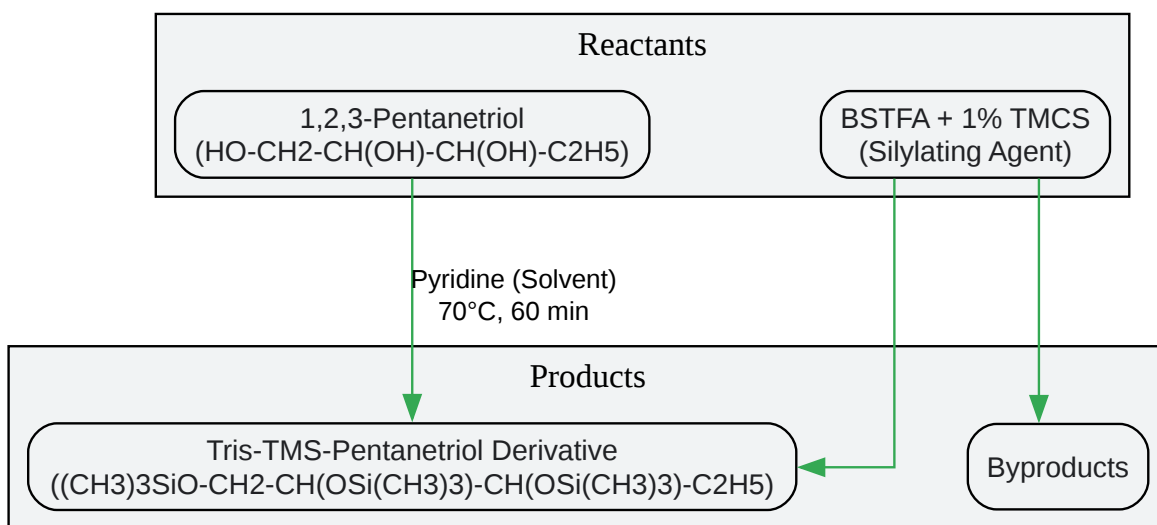 Reactants
1,2,3-Pentanetriol
(HO-CH2-CH(OH)-CH(OH)-C2H5)
BSTFA + 1% TMCS
(Silylating Agent)
Pyridine (Solvent)
70°C, 60 min
Products
Tris-TMS-Pentanetriol Derivative
((CH3)3SiO-CH2-CH(OSi(CH3)3)-CH(OSi(CH3)3)-C2H5)
Byproducts